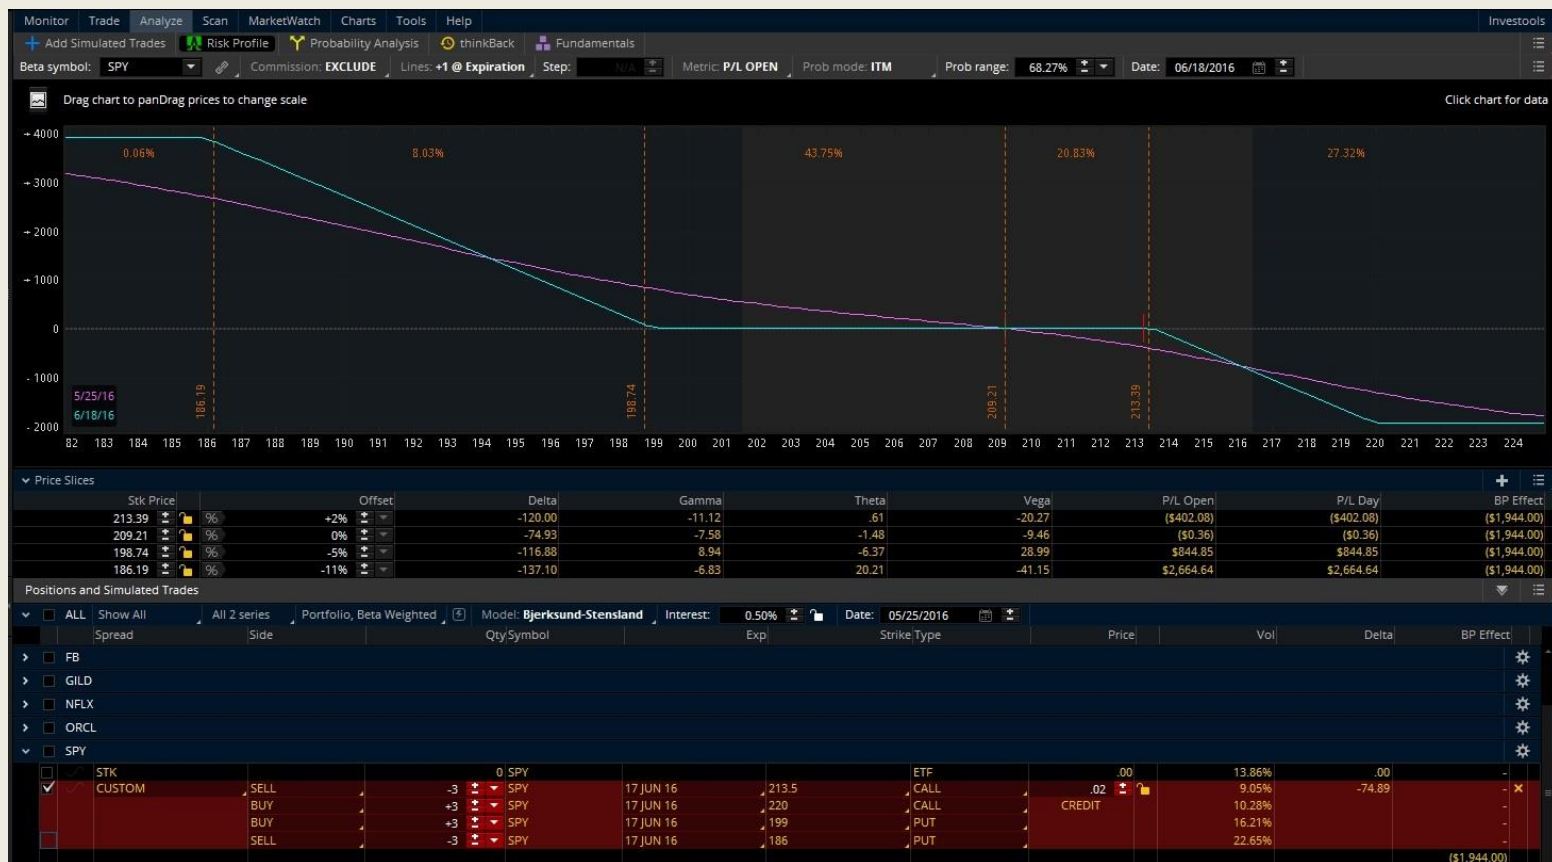 Monitor Trade Analyze Scan MarketWatch Charts Tools Help Investools
Add Simulated Trades Risk Profile Probability Analysis thinkBack Fundamentals
Beta symbol: SPY Commission: EXCLUDE Lines: +1 @ Expiration Step: N/A Metric: P/L OPEN Prob mode: ITM Prob range: 68.27% Date: 06/18/2016
Drag chart to panDrag prices to change scale Click chart for data
+ 4000
0.06% 8.03% 43.75% 20.83% 27.32%
+ 3000
+ 2000
+ 1000
0
- 1000
186.19 198.74 209.21 213.39
5/25/16
6/18/16
- 2000
82 183 184 185 186 187 188 189 190 191 192 193 194 195 196 197 198 199 200 201 202 203 204 205 206 207 208 209 210 211 212 213 214 215 216 217 218 219 220 221 222 223 224
Price Slices
Stk Price Offset Delta Gamma Theta Vega P/L Open P/L Day BP Effect
213.39 % +2% -120.00 -11.12 .61 -20.27 ($402.08) ($402.08) ($1,944.00)
209.21 % 0% -74.93 -7.58 -1.48 -9.46 ($0.36) ($0.36) ($1,944.00)
198.74 % -5% -116.88 8.94 -6.37 28.99 $844.85 $844.85 ($1,944.00)
186.19 % -11% -137.10 -6.83 20.21 -41.15 $2,664.64 $2,664.64 ($1,944.00)
Positions and Simulated Trades
ALL Show All All 2 series Portfolio, Beta Weighted Model: Bjerksund-Stensland Interest: 0.50% Date: 05/25/2016
Spread Side Qty Symbol Exp Strike Type Price Vol Delta BP Effect
FB
GILD
NFLX
ORCL
SPY
STK 0 SPY ETF .00 13.86% .00 -
CUSTOM SELL -3 SPY 17 JUN 16 213.5 CALL .02 9.05% -74.89 -
BUY +3 SPY 17 JUN 16 220 CALL CREDIT 10.28% -
BUY +3 SPY 17 JUN 16 199 PUT 16.21% -
SELL -3 SPY 17 JUN 16 186 PUT 22.65% -
($1,944.00)